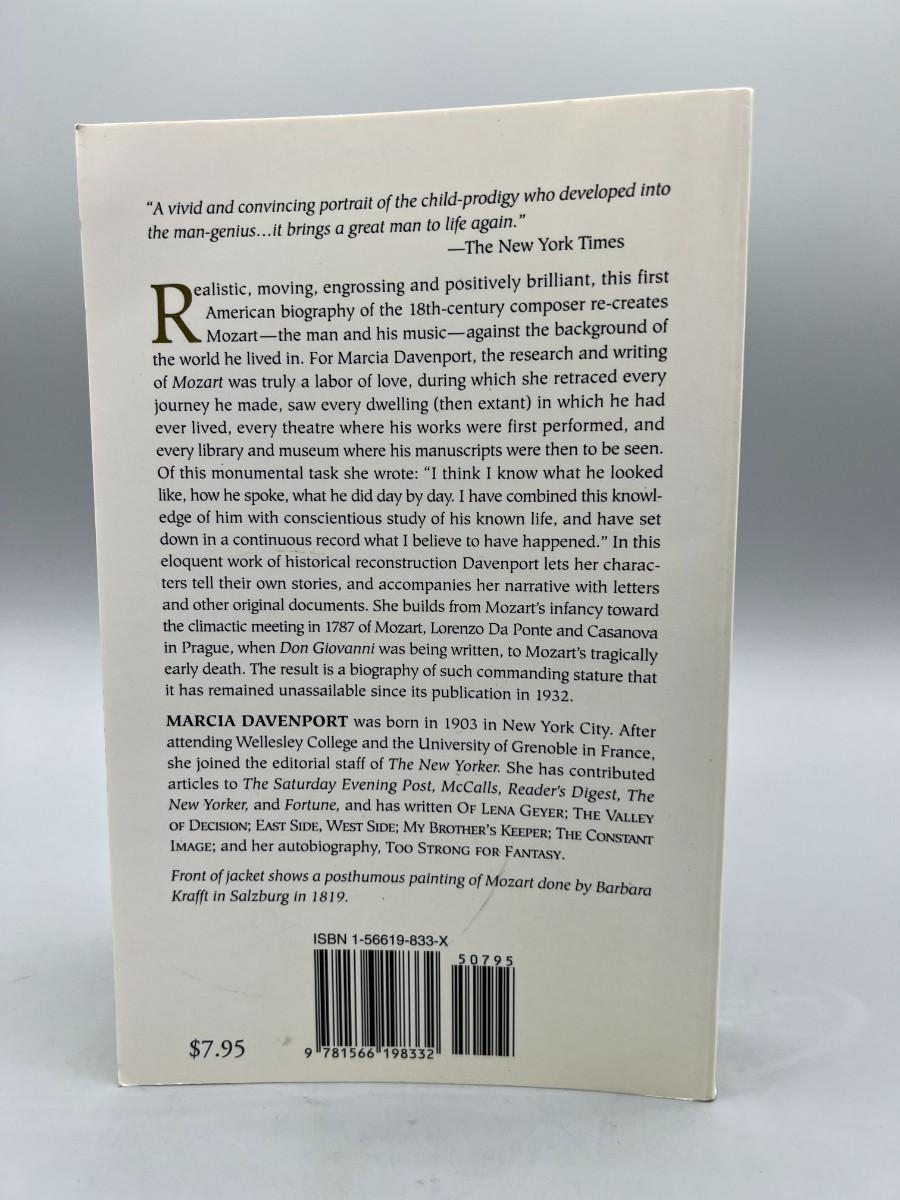 “A vivid and convincing portrait of the child-prodigy who developed into
the man-genius...it brings a great man to life again.”
—The New York Times
Realistic, moving, engrossing and positively brilliant, this first
American biography of the 18th-century composer re-creates
Mozart—the man and his music—against the background of
the world he lived in. For Marcia Davenport, the research and writing
of Mozart was truly a labor of love, during which she retraced every
journey he made, saw every dwelling (then extant) in which he had
ever lived, every theatre where his works were first performed, and
every library and museum where his manuscripts were then to be seen.
Of this monumental task she wrote: “I think I know what he looked
like, how he spoke, what he did day by day. I have combined this knowl-
edge of him with conscientious study of his known life, and have set
down in a continuous record what I believe to have happened.” In this
eloquent work of historical reconstruction Davenport lets her charac-
ters tell their own stories, and accompanies her narrative with letters
and other original documents. She builds from Mozart’s infancy toward
the climactic meeting in 1787 of Mozart, Lorenzo Da Ponte and Casanova
in Prague, when Don Giovanni was being written, to Mozart’s tragically
early death. The result is a biography of such commanding stature that
it has remained unassailable since its publication in 1932.
MARCIA DAVENPORT was born in 1903 in New York City. After
attending Wellesley College and the University of Grenoble in France,
she joined the editorial staff of The New Yorker. She has contributed
articles to The Saturday Evening Post, McCalls, Reader’s Digest, The
New Yorker, and Fortune, and has written OF LENA GEYER; THE VALLEY
OF DECISION; EAST SIDE, WEST SIDE; MY BROTHER’S KEEPER; THE CONSTANT
IMAGE; and her autobiography, TOO STRONG FOR FANTASY.
Front of jacket shows a posthumous painting of Mozart done by Barbara
Krafft in Salzburg in 1819.
ISBN 1-56619-833-X
50795
9 781566 198332
$7.95